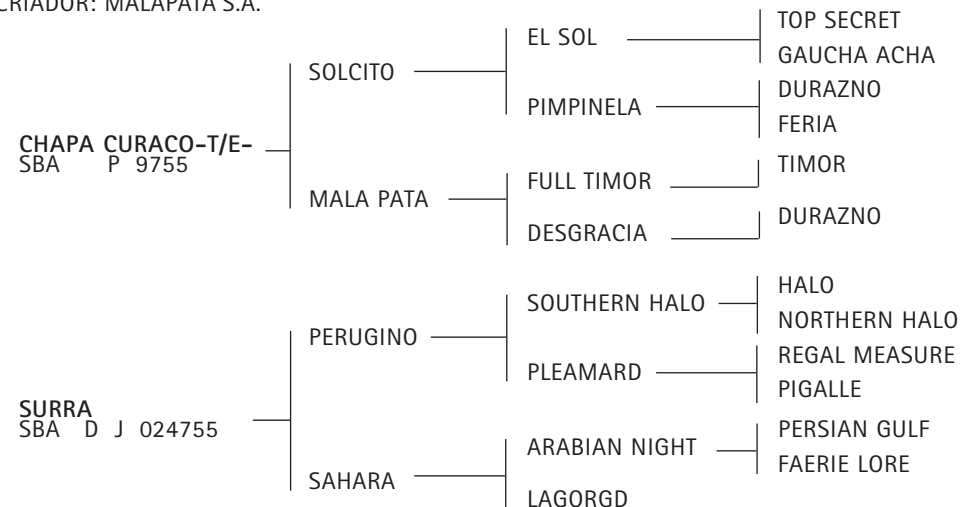 CRIADOR: MALAPATA S.A.
TOP SECRET
EL SOL
GAUCHA ACHA
SOLCITO
DURAZNO
PIMPINELA
FERIA
CHAPA CURACO-T/E-
SBA P 9755
TIMOR
FULL TIMOR
MALA PATA
DURAZNO
DESGRACIA
HALO
SOUTHERN HALO
NORTHERN HALO
PERUGINO
REGAL MEASURE
PLEAMARD
PIGALLE
SURRA
SBA D J 024755
PERSIAN GULF
ARABIAN NIGHT
FAERIE LORE
SAHARA
LAGORGD